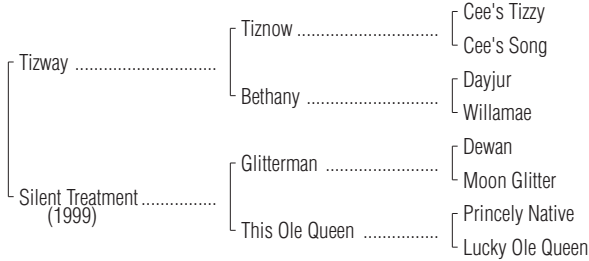 Cee's Tizzy
Tiznow ..................................
Cee's Song
Tizway .................................
Dayjur
Bethany ...............................
Willamae
Dewan
Glitterman ...........................
Moon Glitter
Silent Treatment .................
(1999)
Princely Native
This Ole Queen ..................
Lucky Ole Queen